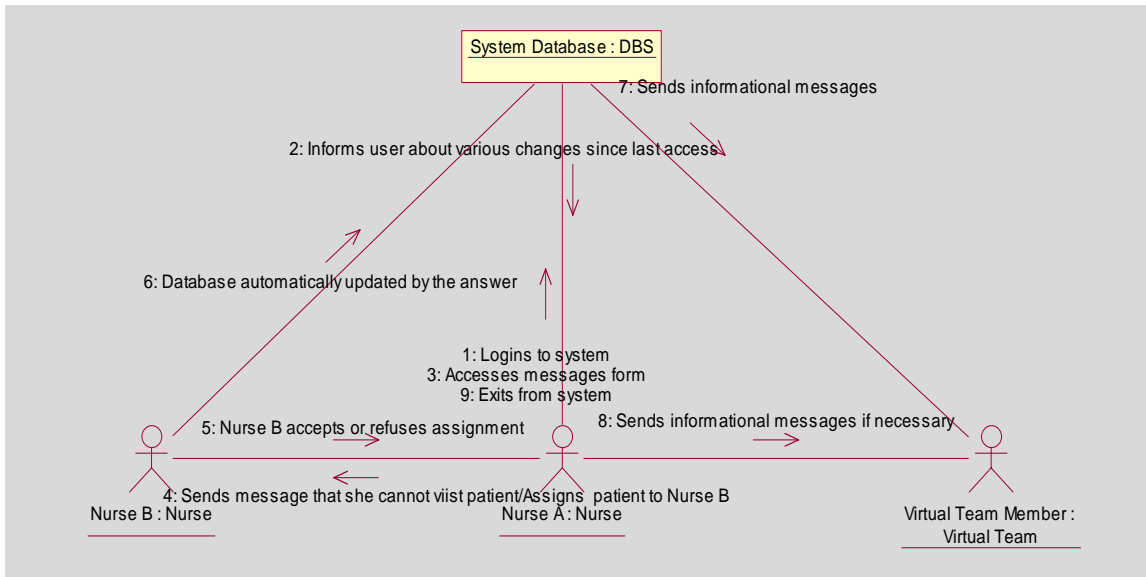 System Database : DBS
7: Sends informational messages
2: Informs user about various changes since last access
6: Database automatically updated by the answer
1: Logins to system
3: Accesses messages form
9: Exits from system
5: Nurse B accepts or refuses assignment
8: Sends informational messages if necessary
4: Sends message that she cannot viist patient/Assigns patient to Nurse B
Nurse B : Nurse
Nurse A : Nurse
Virtual Team Member :
Virtual Team